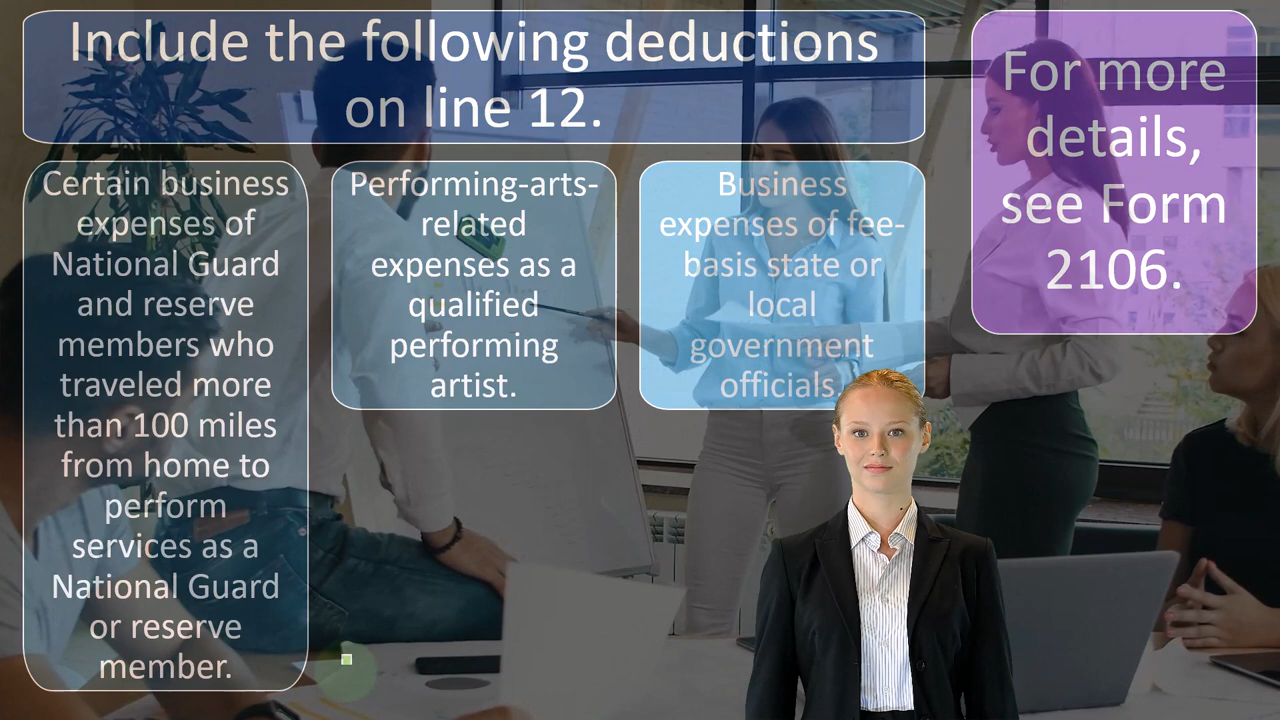 Include the following deductions
on line 12.
Certain business
expenses of
National Guard
and reserve
members who
traveled more
than 100 miles
from home to
perform
services as a
National Guard
or reserve
member.
Performing-arts-
related
expenses as a
qualified
performing
artist.
Business
expenses of fee-
basis state or
local
government
officials.
For more
details,
see Form
2106.